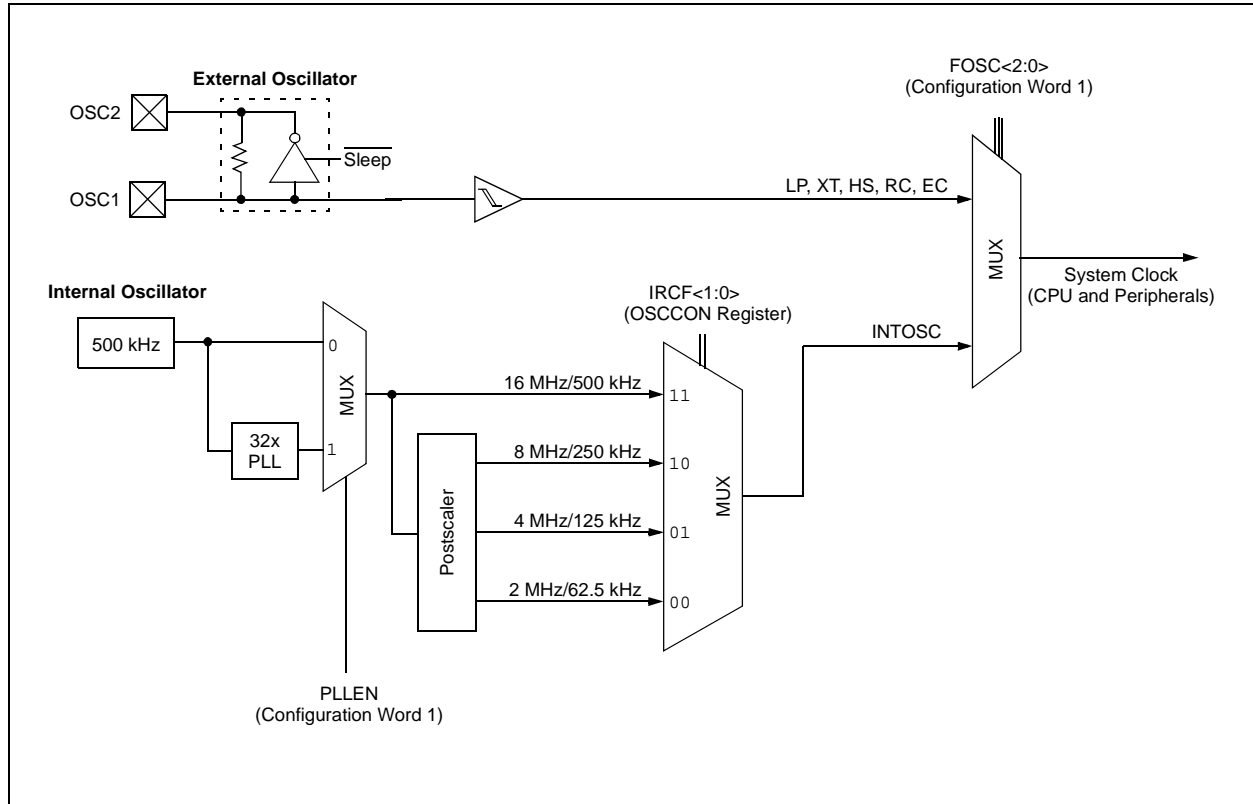 FOSC<2:0>
(Configuration Word 1)
External Oscillator
OSC2
Sleep
OSC1
LP, XT, HS, RC, EC
MUX
System Clock
(CPU and Peripherals)
Internal Oscillator
IRCF<1:0>
(OSCCON Register)
INTOSC
500 kHz
0
MUX
16 MHz/500 kHz
11
32x
PLL
1
8 MHz/250 kHz
10
MUX
Postscaler
4 MHz/125 kHz
01
2 MHz/62.5 kHz
00
PLLEN
(Configuration Word 1)